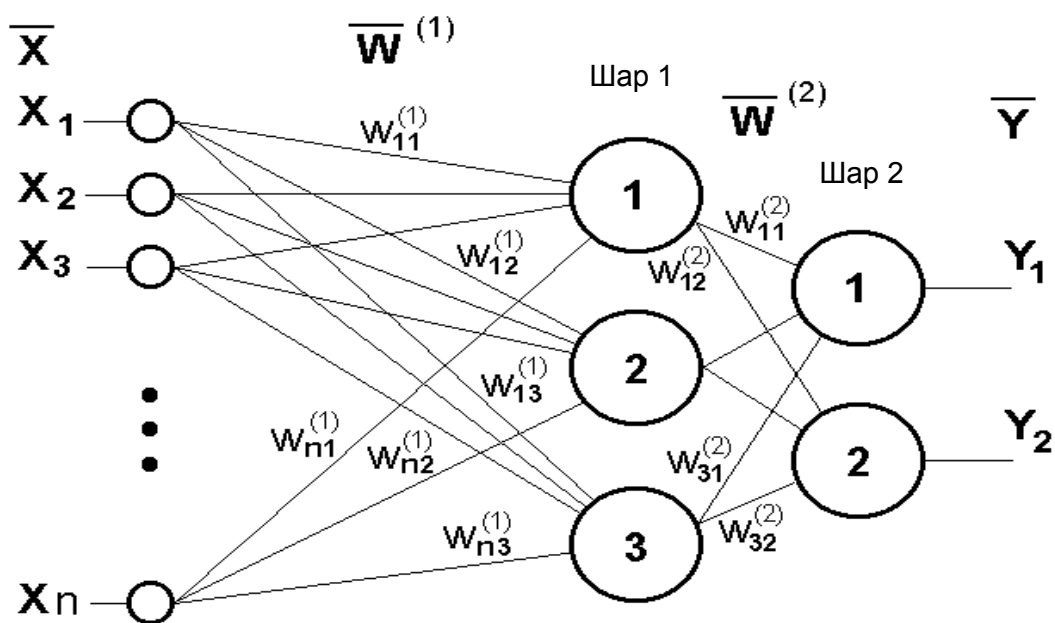 X̅ W̅ (1)
Шар 1
W̅ (2) Y̅
X1
W11(1)
Шар 2
X2
1
W11(2)
X3
W12(1) W12(2)
1 Y1
2
W13(1)
Wn1(1) Wn2(1)
Y2
W31(2) 2
Wn3(1) 3 W32(2)
Xn